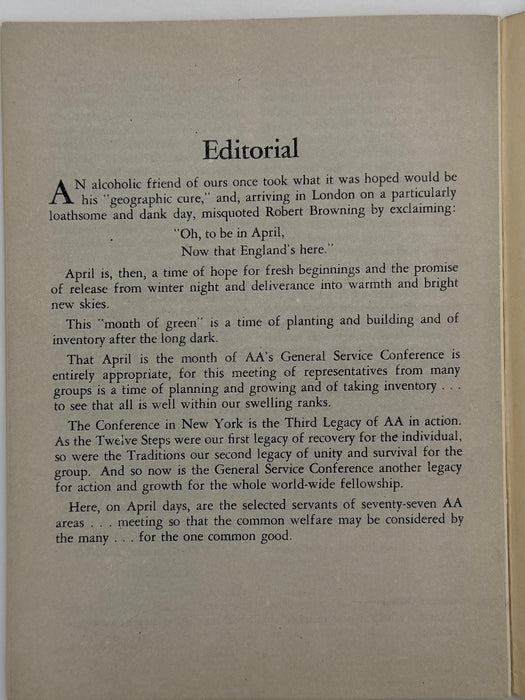 Editorial
AN alcoholic friend of ours once took what it was hoped would be
his "geographic cure," and, arriving in London on a particularly
loathsome and dank day, misquoted Robert Browning by exclaiming:
"Oh, to be in April,
Now that England's here."
April is, then, a time of hope for fresh beginnings and the promise
of release from winter night and deliverance into warmth and bright
new skies.
This "month of green" is a time of planting and building and of
inventory after the long dark.
That April is the month of AA's General Service Conference is
entirely appropriate, for this meeting of representatives from many
groups is a time of planning and growing and of taking inventory . . .
to see that all is well within our swelling ranks.
The Conference in New York is the Third Legacy of AA in action.
As the Twelve Steps were our first legacy of recovery for the individual,
so were the Traditions our second legacy of unity and survival for the
group. And so now is the General Service Conference another legacy
for action and growth for the whole world-wide fellowship.
Here, on April days, are the selected servants of seventy-seven AA
areas . . . meeting so that the common welfare may be considered by
the many . . . for the one common good.